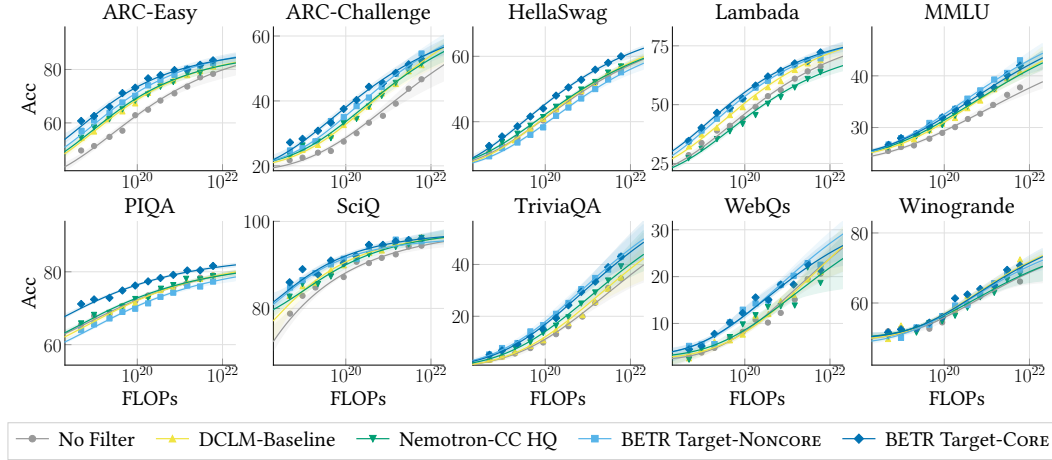 ARC-Easy ARC-Challenge HellaSwag Lambada MMLU
Acc
80
60
60
40
20
60
40
75
50
25
40
30
10^20 10^22 10^20 10^22 10^20 10^22 10^20 10^22 10^20 10^22
PIQA SciQ TriviaQA WebQs Winogrande
Acc
80
60
100
80
40
20
30
20
10
80
60
10^20 10^22 10^20 10^22 10^20 10^22 10^20 10^22 10^20 10^22
FLOPs FLOPs FLOPs FLOPs FLOPs
No Filter DCLM-Baseline Nemotron-CC HQ BETR Target-Noncore BETR Target-Core